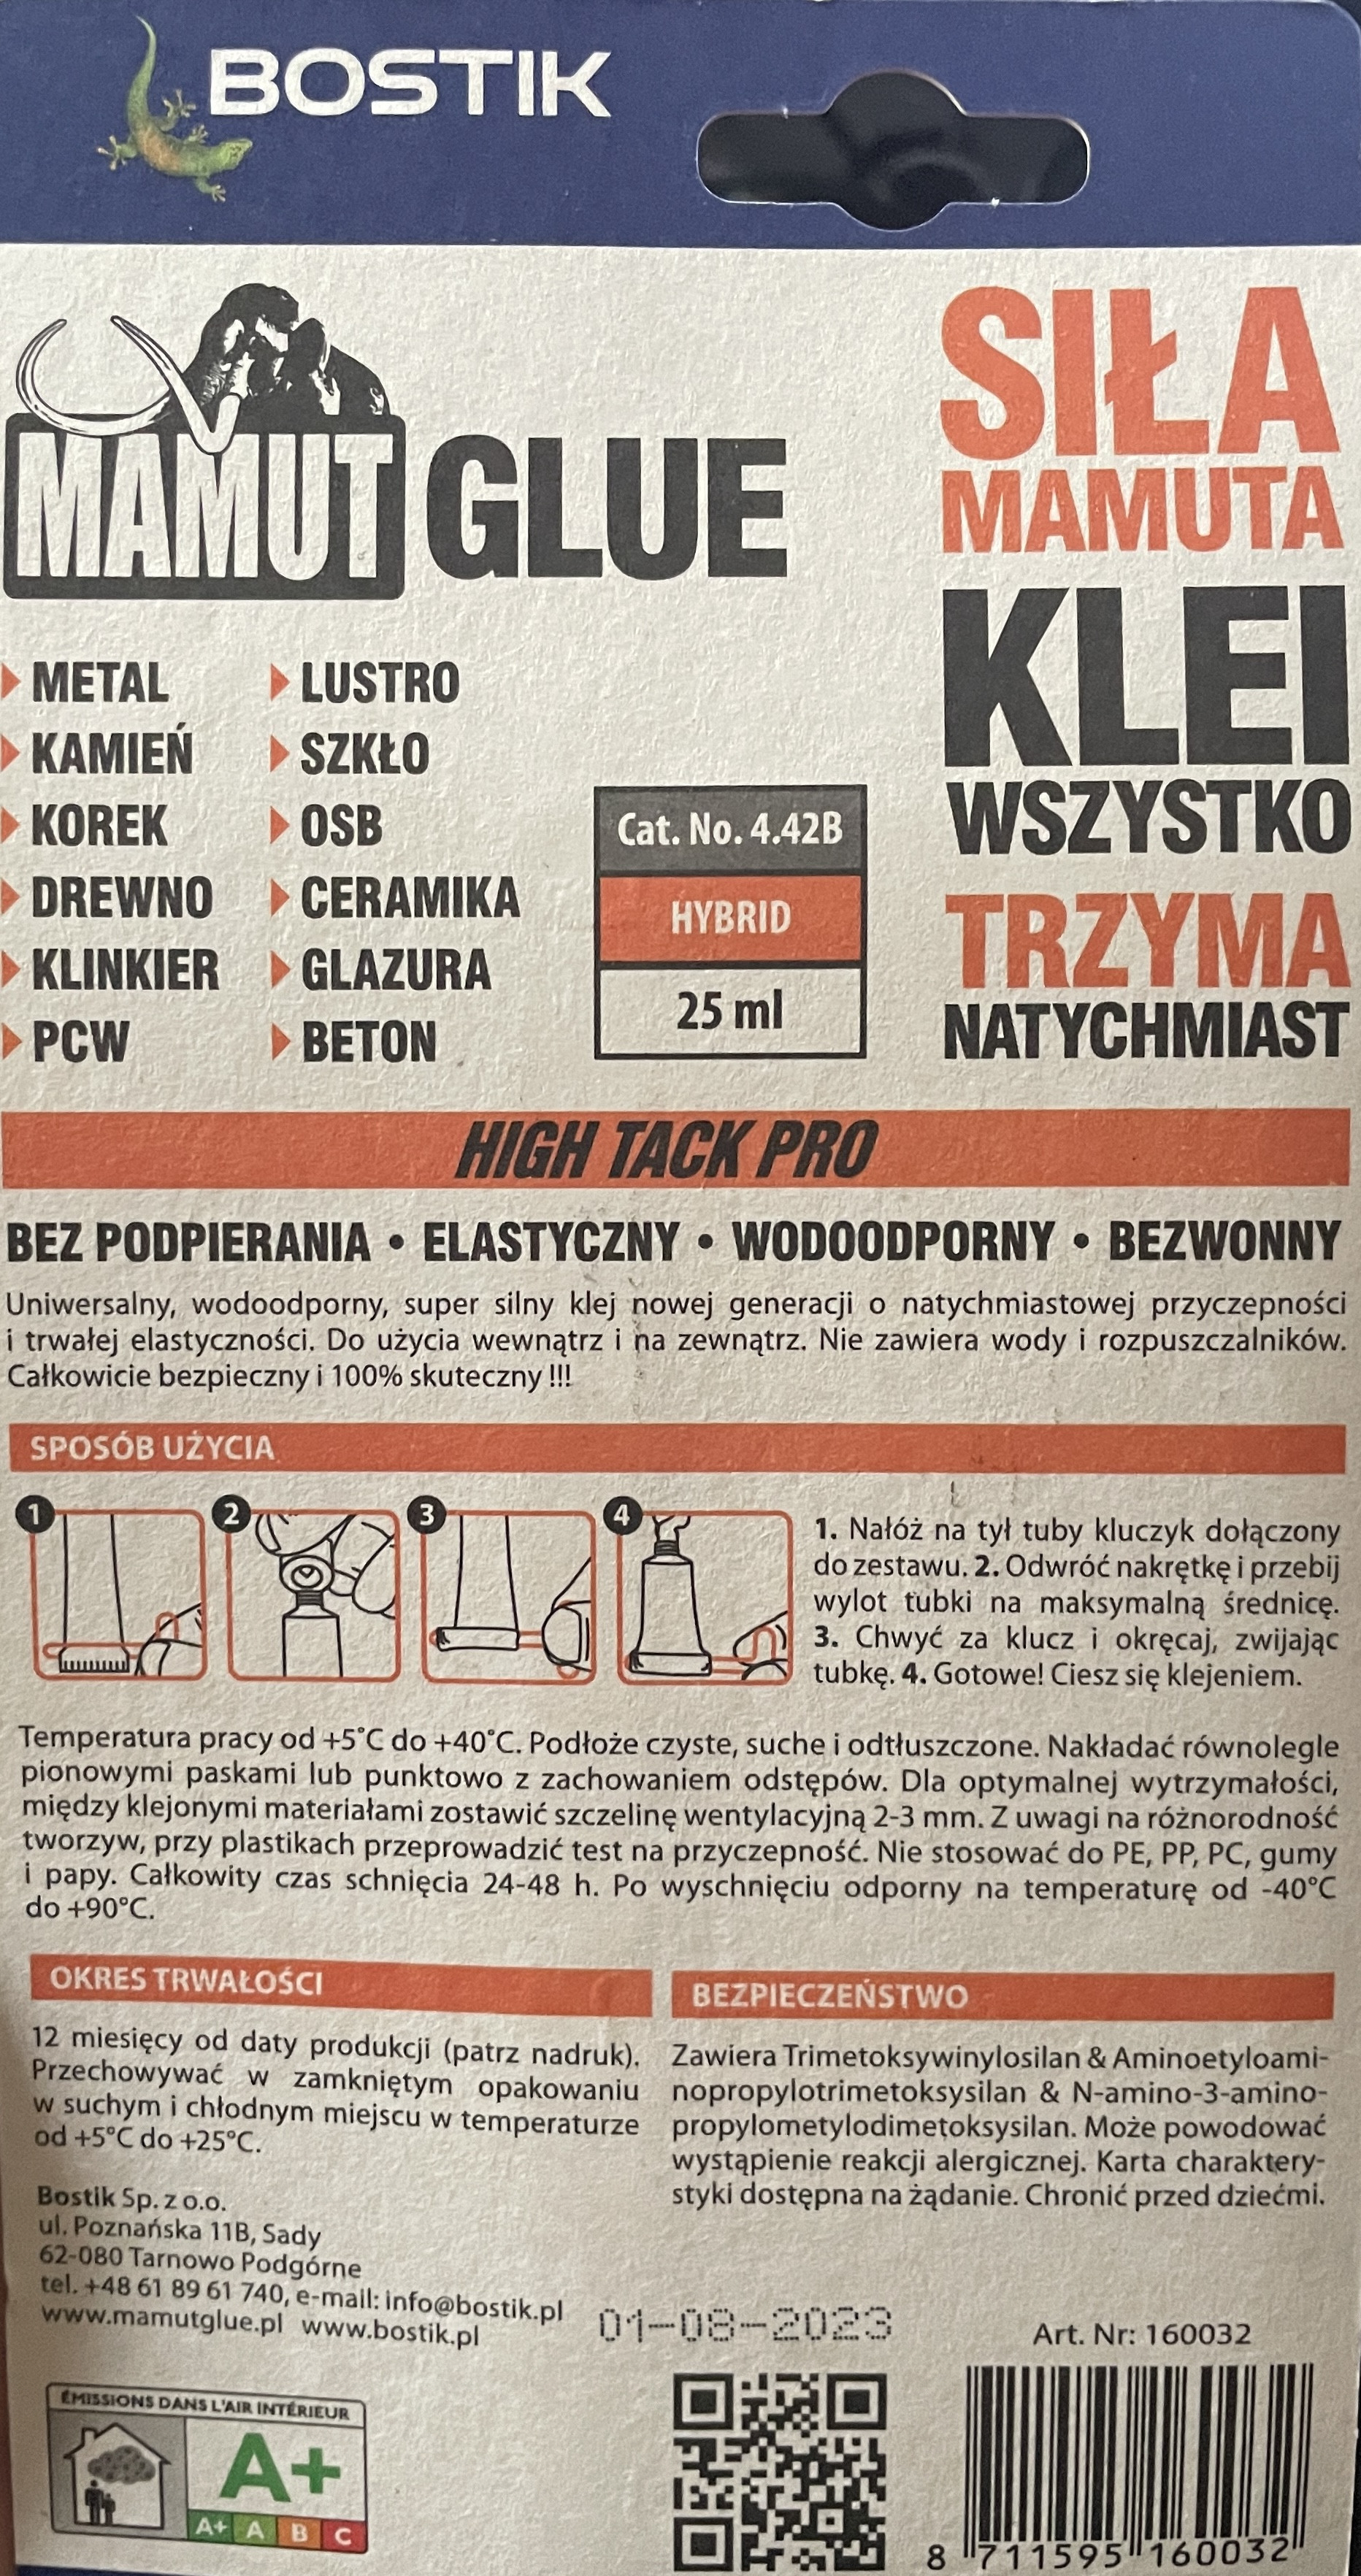 BOSTIK
MAMUT GLUE
METAL
KAMIEŃ
KOREK
DREWNO
KLINKIER
PCW
LUSTRO
SZKŁO
OSB
CERAMIKA
GLAZURA
BETON
Cat. No. 4.42B
HYBRID
25 ml
SIŁA
MAMUTA
KLEI
WSZYSTKO
TRZYMA
NATYCHMIAST
HIGH TACK PRO
BEZ PODPIERANIA • ELASTYCZNY • WODOODPORNY • BEZWONNY
Uniwersalny, wodoodporny, super silny klej nowej generacji o natychmiastowej przyczepności
i trwałej elastyczności. Do użycia wewnątrz i na zewnątrz. Nie zawiera wody i rozpuszczalników.
Całkowicie bezpieczny i 100% skuteczny !!!
SPOSÓB UŻYCIA
1
2
3
4
1. Nałóż na tył tuby kluczyk dołączony
do zestawu. 2. Odwróć nakrętkę i przebij
wylot tubki na maksymalną średnicę.
3. Chwyć za klucz i okręcaj, zwijając
tubkę. 4. Gotowe! Ciesz się klejeniem.
Temperatura pracy od +5°C do +40°C. Podłoże czyste, suche i odtłuszczone. Nakładać równolegle
pionowymi paskami lub punktowo z zachowaniem odstępów. Dla optymalnej wytrzymałości,
między klejonymi materiałami zostawić szczelinę wentylacyjną 2-3 mm. Z uwagi na różnorodność
tworzyw, przy plastikach przeprowadzić test na przyczepność. Nie stosować do PE, PP, PC, gumy
i papy. Całkowity czas schnięcia 24-48 h. Po wyschnięciu odporny na temperaturę od -40°C
do +90°C.
OKRES TRWAŁOŚCI
12 miesięcy od daty produkcji (patrz nadruk).
Przechowywać w zamkniętym opakowaniu
w suchym i chłodnym miejscu w temperaturze
od +5°C do +25°C.
Bostik Sp. z o.o.
ul. Poznańska 11B, Sady
62-080 Tarnowo Podgórne
tel. +48 61 89 61 740, e-mail: info@bostik.pl
www.mamutglue.pl www.bostik.pl
BEZPIECZEŃSTWO
Zawiera Trimetoksywinylosilan & Aminoetyloami-
nopropylotrimetoksysilan & N-amino-3-amino-
propylometylodimetoksysilan. Może powodować
wystąpienie reakcji alergicznej. Karta charaktery-
styki dostępna na żądanie. Chronić przed dziećmi.
01-08-2023
Art. Nr: 160032
ÉMISSIONS DANS L'AIR INTÉRIEUR
A+
A+ A B C
8 711595 160032